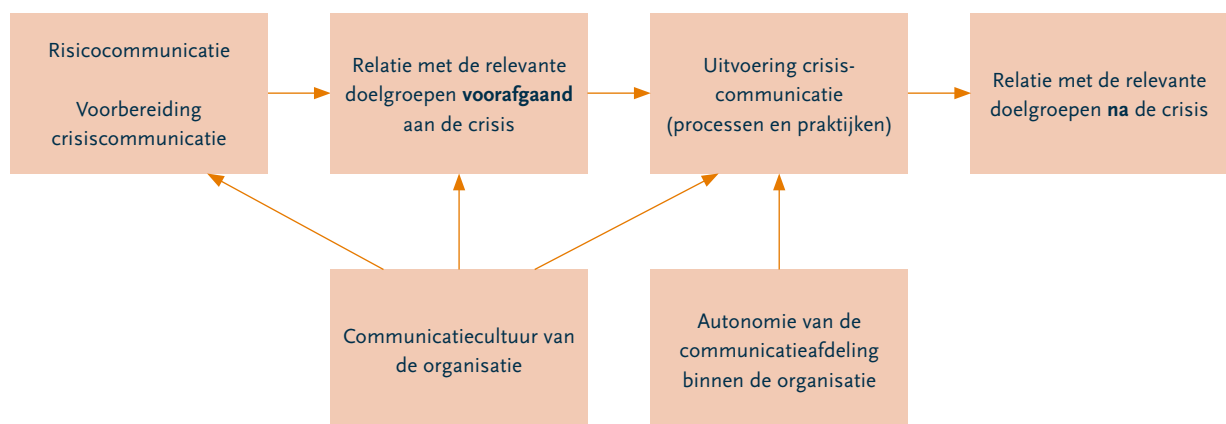 Risicocommunicatie
Voorbereiding
crisiscommunicatie
Relatie met de relevante
doelgroepen voorafgaand
aan de crisis
Uitvoering crisis-
communicatie
(processen en praktijken)
Relatie met de relevante
doelgroepen na de crisis
Communicatiecultuur van
de organisatie
Autonomie van de
communicatieafdeling
binnen de organisatie